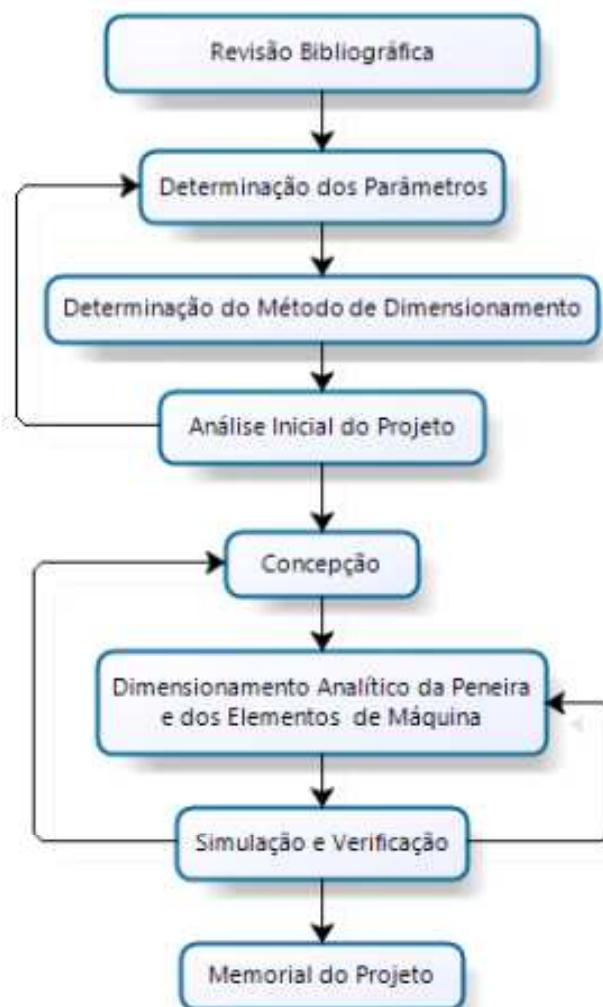 Revisão Bibliográfica
Determinação dos Parâmetros
Determinação do Método de Dimensionamento
Análise Inicial do Projeto
Concepção
Dimensionamento Analítico da Peneira
e dos Elementos de Máquina
Simulação e Verificação
Memorial do Projeto